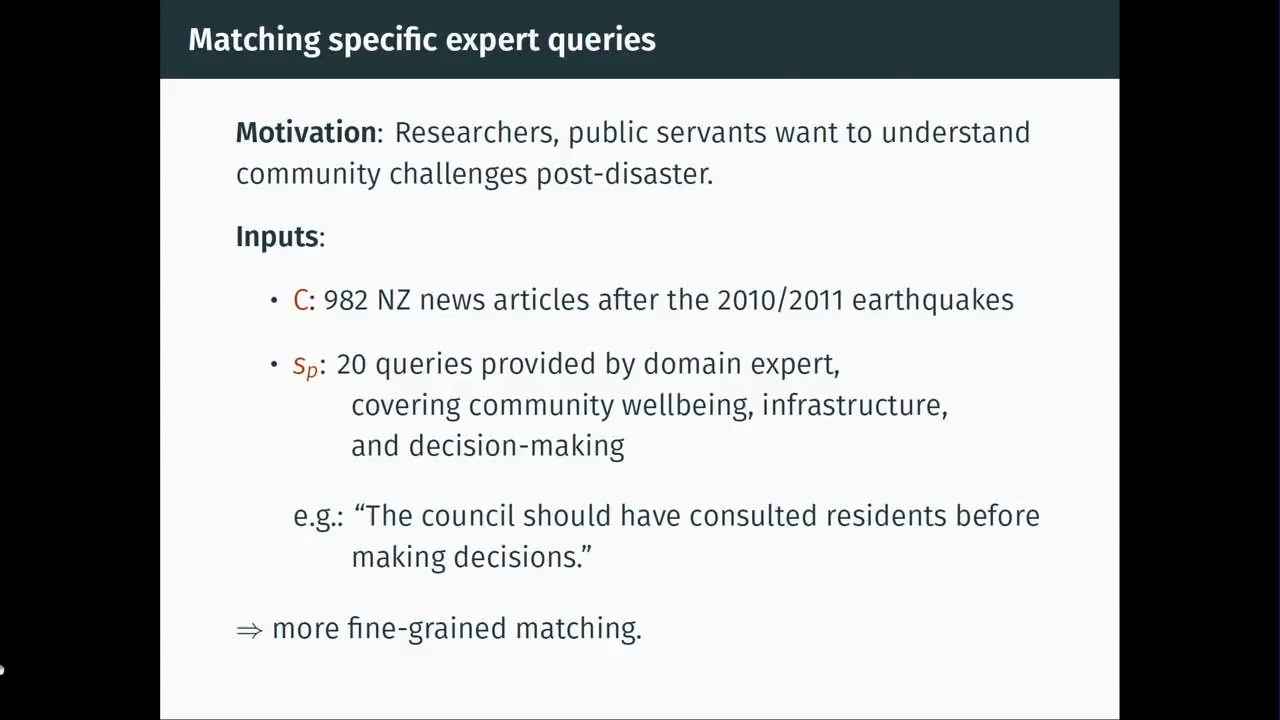 Matching specific expert queries
Motivation: Researchers, public servants want to understand
community challenges post-disaster.
Inputs:
• C: 982 NZ news articles after the 2010/2011 earthquakes
• sp: 20 queries provided by domain expert,
covering community wellbeing, infrastructure,
and decision-making
e.g.: “The council should have consulted residents before
making decisions.”
⇒ more fine-grained matching.